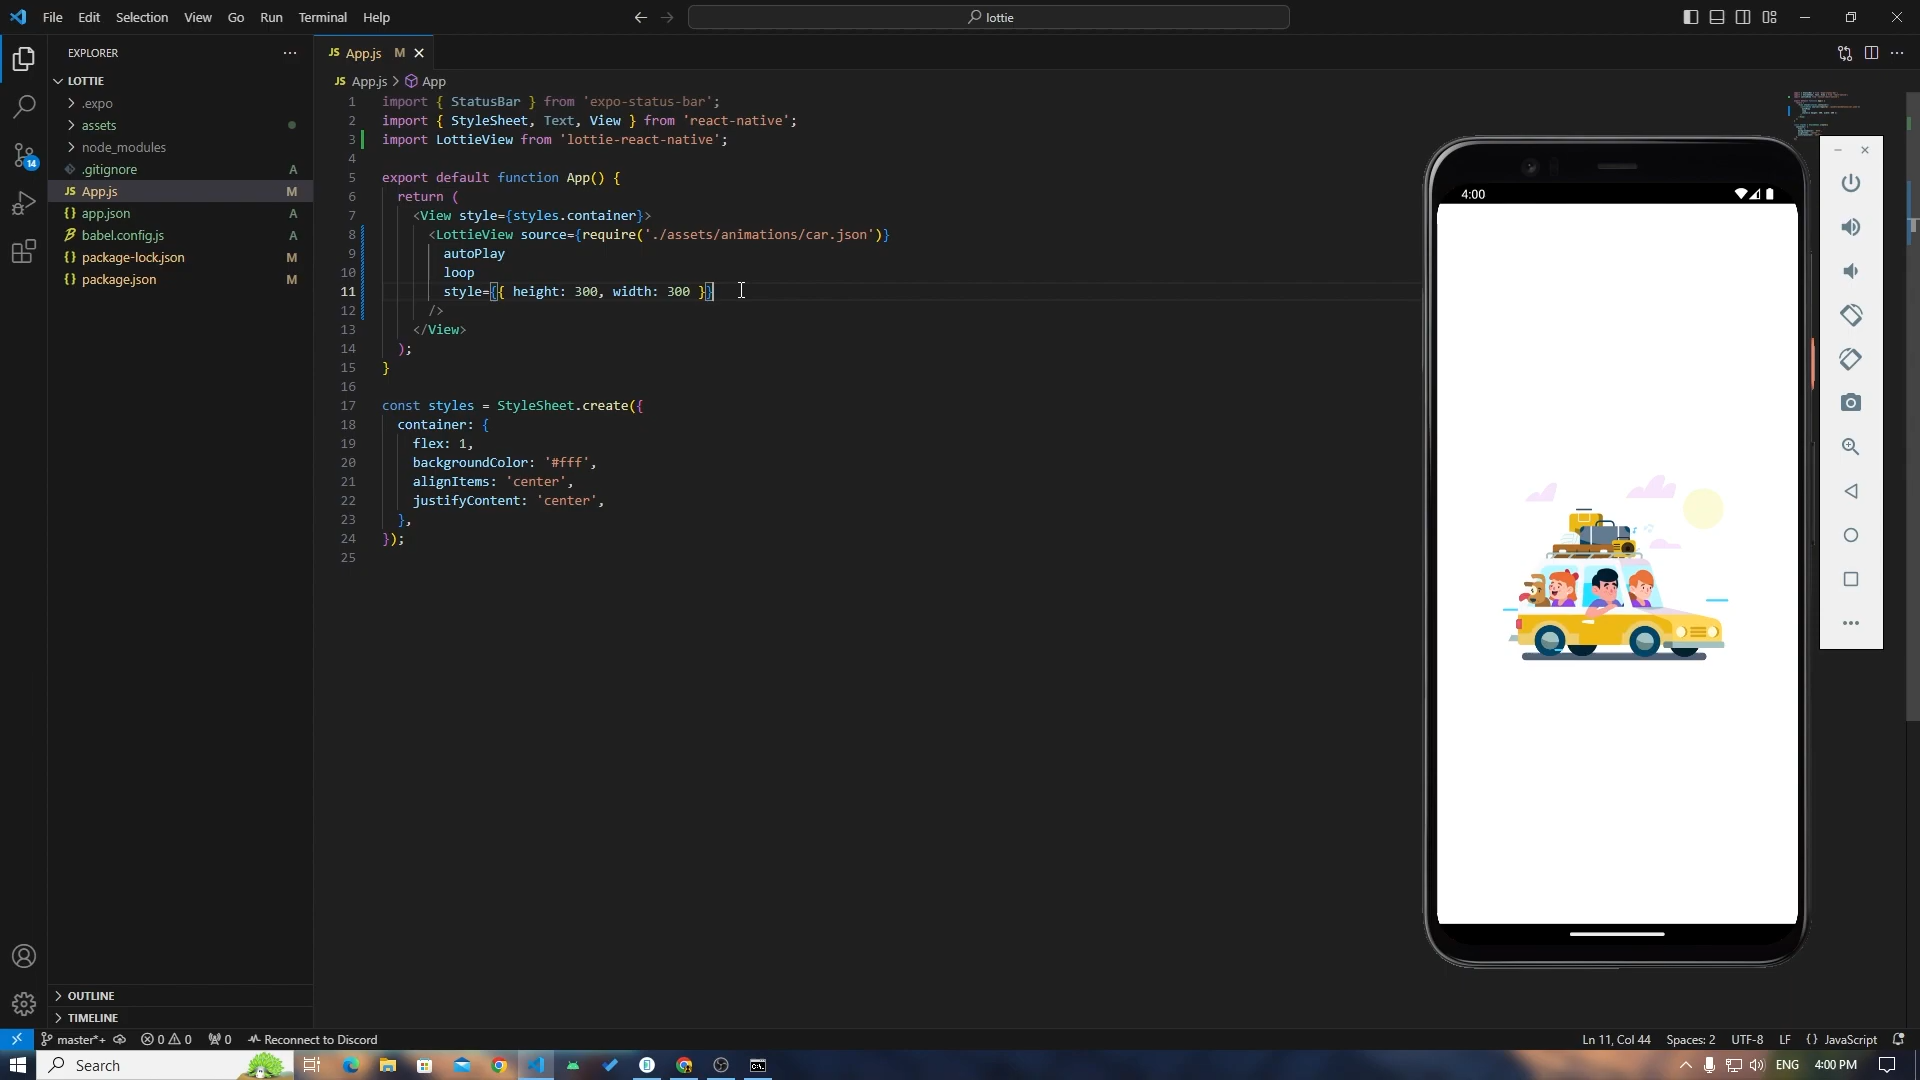 File Edit Selection View Go Run Terminal Help
lottie
EXPLORER
LOTTIE
.expo
assets
node_modules
.gitignore A
JS App.js M
{} app.json A
babel.config.js A
{} package-lock.json M
{} package.json M
OUTLINE
TIMELINE
14
JS App.js M
JS App.js > App
1 import { StatusBar } from 'expo-status-bar';
2 import { StyleSheet, Text, View } from 'react-native';
3 import LottieView from 'lottie-react-native';
4
5 export default function App() {
6 return (
7 <View style={styles.container}>
8 <LottieView source={require('./assets/animations/car.json')}
9 autoPlay
10 loop
11 style={{ height: 300, width: 300 }}
12 />
13 </View>
14 );
15 }
16
17 const styles = StyleSheet.create({
18 container: {
19 flex: 1,
20 backgroundColor: '#fff',
21 alignItems: 'center',
22 justifyContent: 'center',
23 },
24 });
25
4:00
master*+ 0 0 0 Reconnect to Discord
Ln 11, Col 44 Spaces: 2 UTF-8 LF {} JavaScript
Search
ENG 4:00 PM